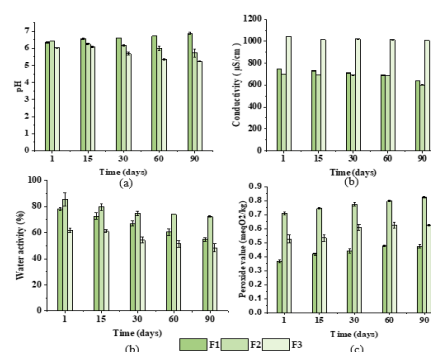 7
6
5
4
3
2
1
0
pH
1 15 30 60 90
Time (days)
(a)
1200
1000
800
600
400
200
0
Conductivity ( µS/cm )
1 15 30 60 90
Time (days)
(b)
100
80
60
40
20
0
Water activity (%)
1 15 30 60 90
Time (days)
(b)
0.9
0.8
0.7
0.6
0.5
0.4
0.3
0.2
0.1
0.0
Peroxide value (meqO2/kg)
1 15 30 60 90
Time (days)
(c)
F1 F2 F3